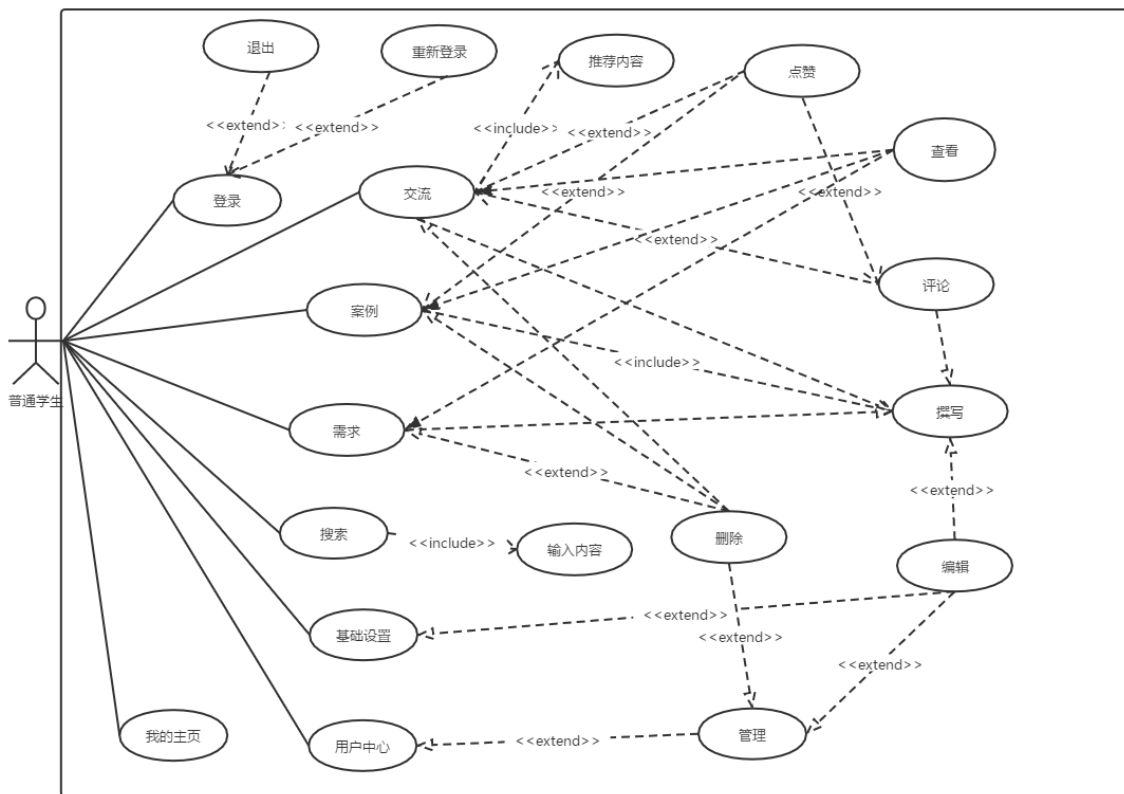 退出
重新登录
推荐内容
点赞
<<extend>>
<<extend>>
<<include>>
<<extend>>
查看
登录
交流
<<extend>>
<<extend>>
<<extend>>
评论
案例
<<include>>
普通学生
需求
撰写
<<extend>>
<<extend>>
搜索
<<include>>
输入内容
删除
编辑
基础设置
<<extend>>
<<extend>>
<<extend>>
我的主页
用户中心
<<extend>>
管理